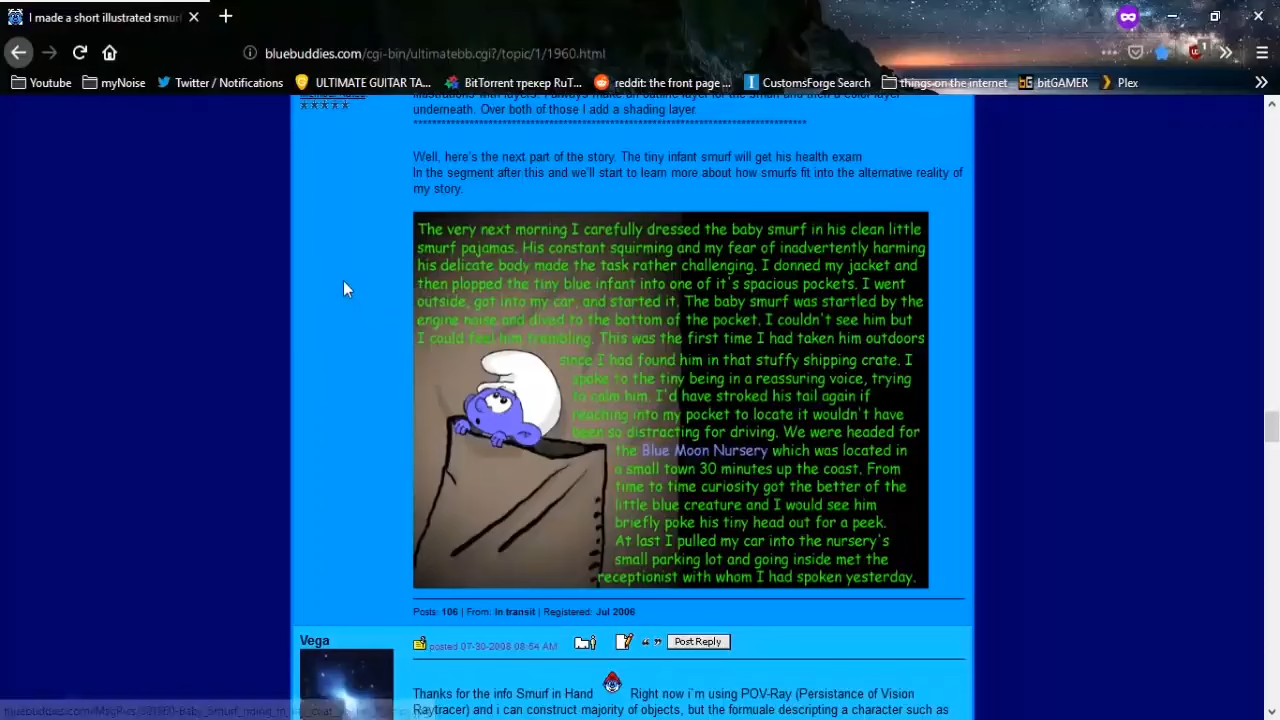 I made a short illustrated smurf
bluebuddies.com/cgi-bin/ultimatebb.cgi?/topic/1/1960.html
Youtube
myNoise
Twitter / Notifications
ULTIMATE GUITAR TA...
BitTorrent трекер RuT...
reddit: the front page ...
CustomsForge Search
things on the internet
bitGAMER
Plex
underneath. Over both of those I add a shading layer.
Well, here's the next part of the story. The tiny infant smurf will get his health exam
In the segment after this and we'll start to learn more about how smurfs fit into the alternative reality of
my story.
The very next morning I carefully dressed the baby smurf in his clean little
smurf pajamas. His constant squirming and my fear of inadvertently harming
his delicate body made the task rather challenging. I donned my jacket and
then plopped the tiny blue infant into one of it's spacious pockets. I went
outside, got into my car, and started it. The baby smurf was startled by the
engine noise and dived to the bottom of the pocket. I couldn't see him but
I could feel him trembling. This was the first time I had taken him outdoors
since I had found him in that stuffy shipping crate. I
spoke to the tiny being in a reassuring voice, trying
to calm him. I'd have stroked his tail again if
reaching into my pocket to locate it wouldn't have
been so distracting for driving. We were headed for
the Blue Moon Nursery which was located in
a small town 30 minutes up the coast. From
time to time curiosity got the better of the
little blue creature and I would see him
briefly poke his tiny head out for a peek.
At last I pulled my car into the nursery's
small parking lot and going inside met the
receptionist with whom I had spoken yesterday.
Posts: 106 | From: In transit | Registered: Jul 2006
Vega
posted 07-30-2008 08:54 AM
Post Reply
Thanks for the info Smurf in Hand Right now i`m using POV-Ray (Persistance of Vision
Raytracer) and i can construct majority of objects, but the formulae descripting a character such as